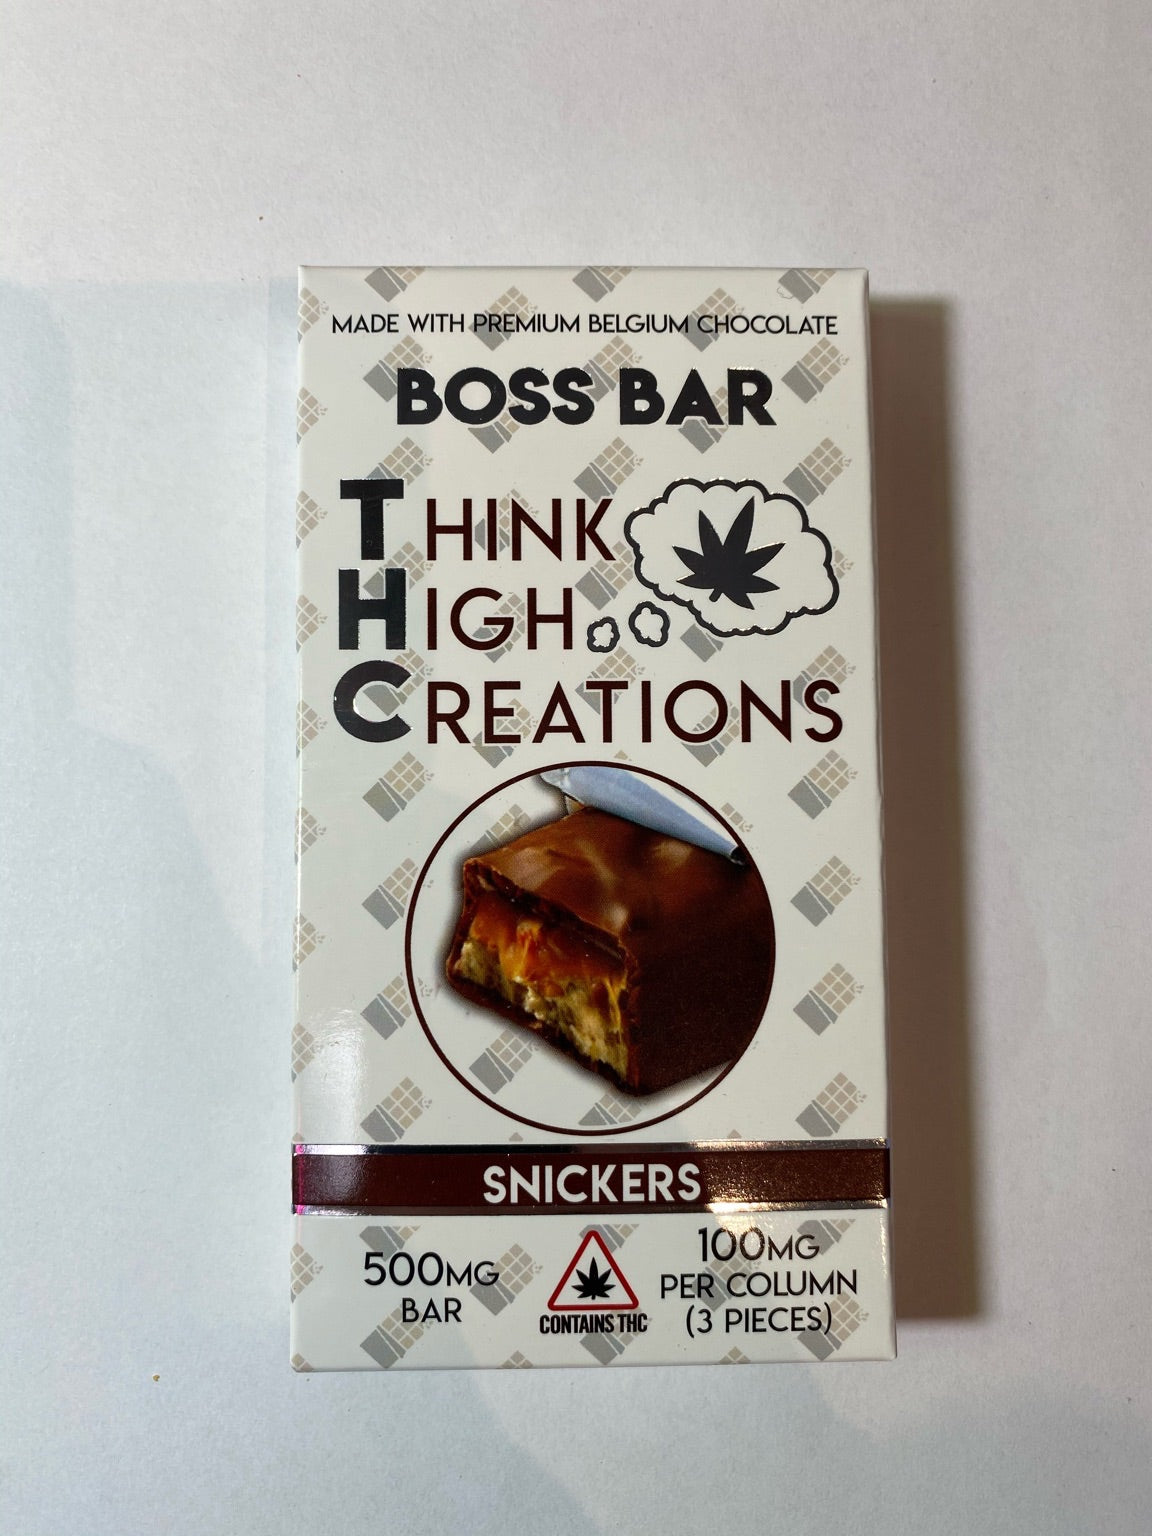 MADE WITH PREMIUM BELGIUM CHOCOLATE
BOSS BAR
THINK
HIGH
CREATIONS
SNICKERS
500MG
BAR
CONTAINS THC
100MG
PER COLUMN
(3 PIECES)